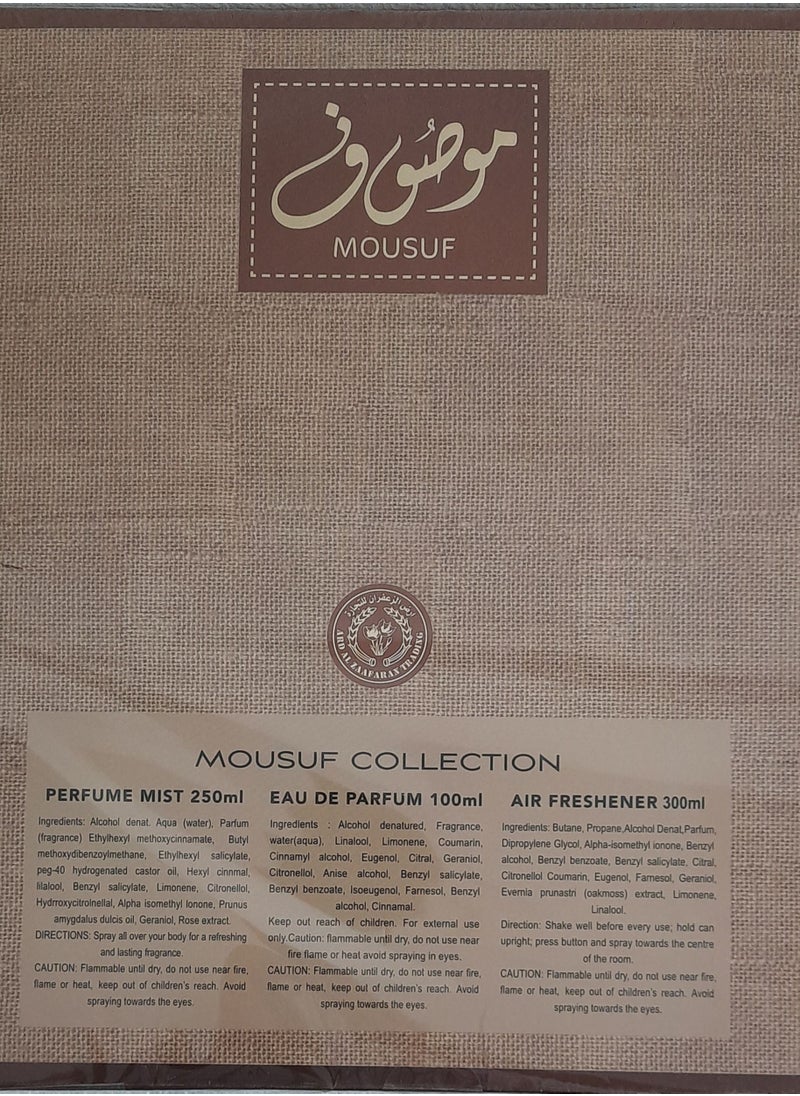 موصُوف
MOUSUF
ارض الزعفران للتجارة
ARD AL ZAAFARAN TRADING
MOUSUF COLLECTION
PERFUME MIST 250ml
Ingredients: Alcohol denat. Aqua (water), Parfum
(fragrance) Ethylhexyl methoxycinnamate, Butyl
methoxydibenzoylmethane, Ethylhexyl salicylate,
peg-40 hydrogenated castor oil, Hexyl cinnmal,
lilalool, Benzyl salicylate, Limonene, Citronellol,
Hydrroxycitrolnellal, Alpha isomethyl Ionone, Prunus
amygdalus dulcis oil, Geraniol, Rose extract.
DIRECTIONS: Spray all over your body for a refreshing
and lasting fragrance.
CAUTION: Flammable until dry, do not use near fire,
flame or heat, keep out of children's reach. Avoid
spraying towards the eyes.
EAU DE PARFUM 100ml
Ingredients : Alcohol denatured, Fragrance,
water(aqua), Linalool, Limonene, Coumarin,
Cinnamyl alcohol, Eugenol, Citral, Geraniol,
Citronellol, Anise alcohol, Benzyl salicylate,
Benzyl benzoate, Isoeugenol, Farnesol, Benzyl
alcohol, Cinnamal.
Keep out reach of children. For external use
only.Caution: flammable until dry, do not use near
fire flame or heat avoid spraying in eyes.
CAUTION: Flammable until dry, do not use near fire,
flame or heat, keep out of children's reach. Avoid
spraying towards the eyes.
AIR FRESHENER 300ml
Ingredients: Butane, Propane,Alcohol Denat,Parfum,
Dipropylene Glycol, Alpha-isomethyl ionone, Benzyl
alcohol, Benzyl benzoate, Benzyl salicylate, Citral,
Citronellol Coumarin, Eugenol, Farnesol, Geraniol,
Evernia prunastri (oakmoss) extract, Limonene,
Linalool.
Direction: Shake well before every use; hold can
upright; press button and spray towards the centre
of the room.
CAUTION: Flammable until dry, do not use near fire,
flame or heat, keep out of children's reach. Avoid
spraying towards the eyes.